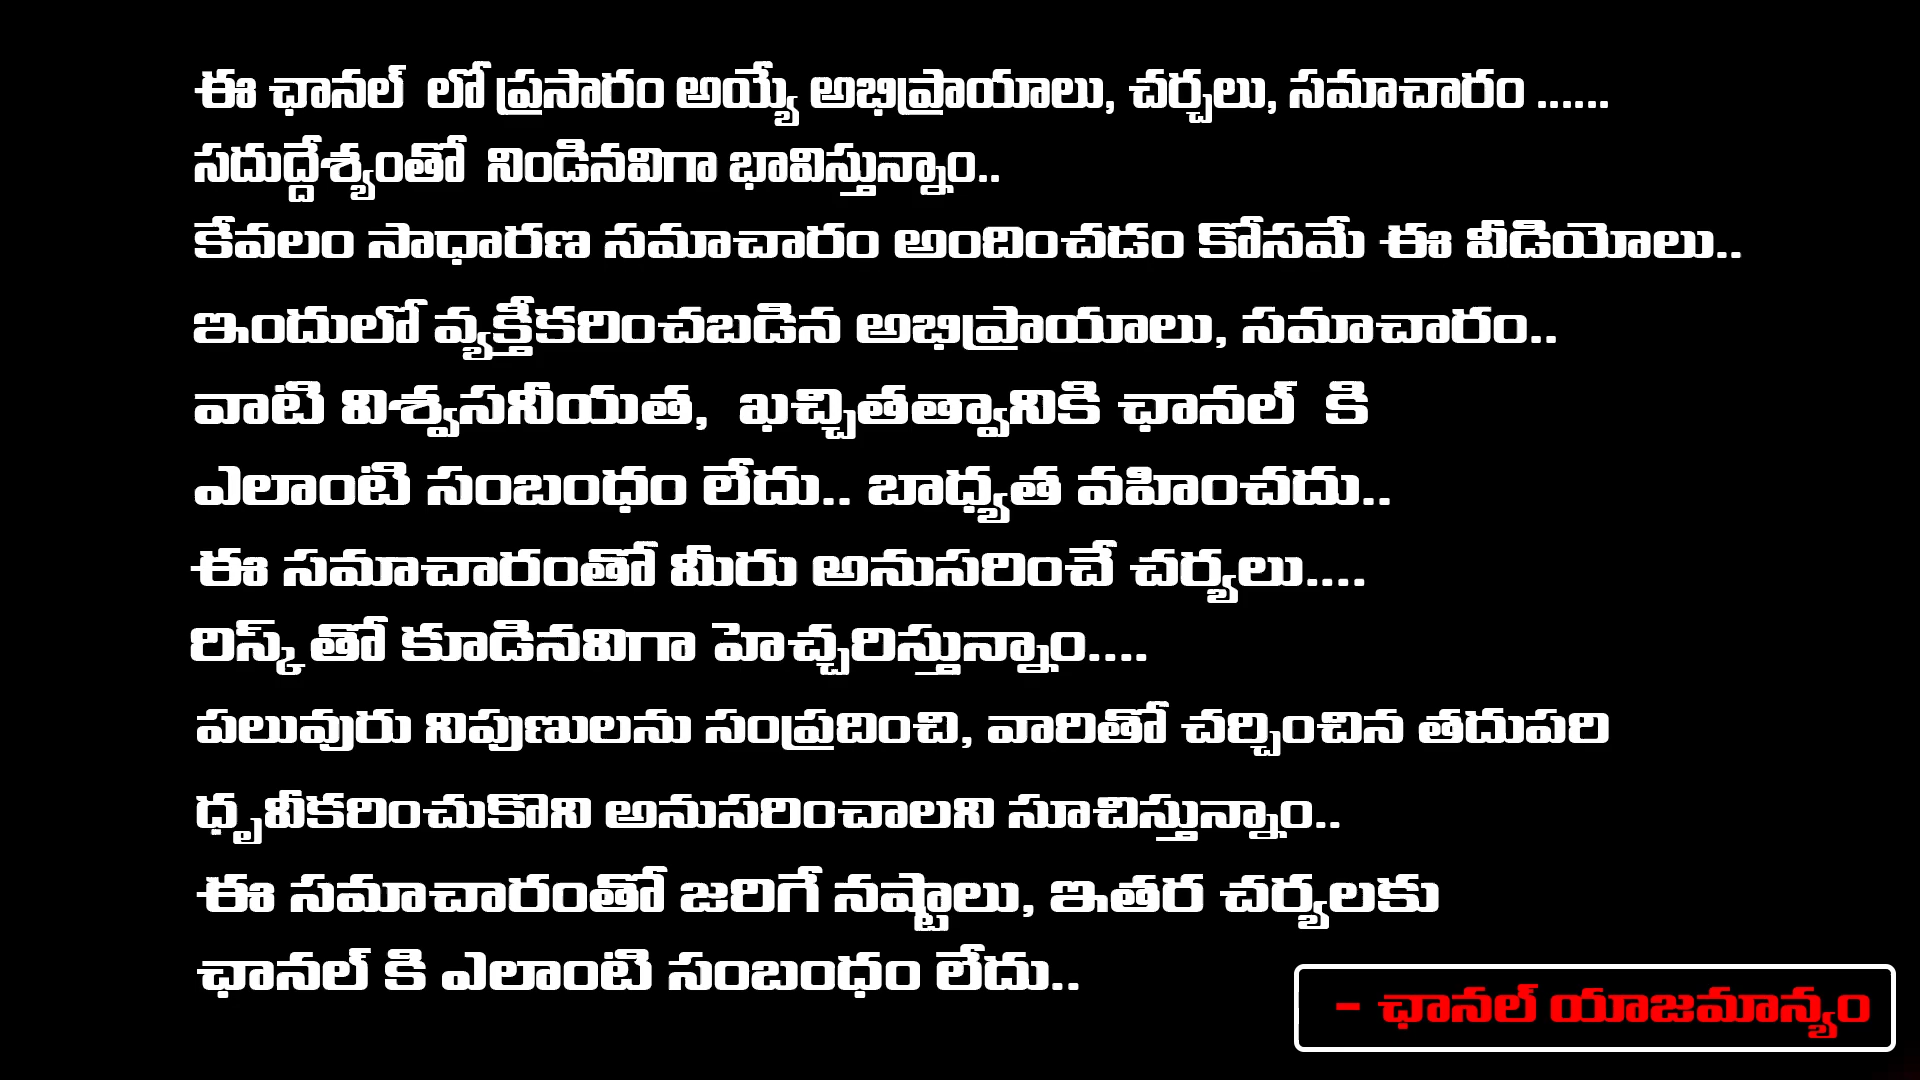 ఈ ఛానల్ లో ప్రసారం అయ్యే అభిప్రాయాలు, చర్చలు, సమాచారం ......
సదుద్దేశ్యంతో నిండినవిగా భావిస్తున్నాం..
కేవలం సాధారణ సమాచారం అందించడం కోసమే ఈ వీడియోలు..
ఇందులో వ్యక్తీకరించబడిన అభిప్రాయాలు, సమాచారం..
వాటి విశ్వసనీయత, ఖచ్చితత్వానికి ఛానల్ కి
ఎలాంటి సంబంధం లేదు.. బాధ్యత వహించదు..
ఈ సమాచారంతో మీరు అనుసరించే చర్యలు....
రిస్క్ తో కూడినవిగా హెచ్చరిస్తున్నాం....
పలువురు నిపుణులను సంప్రదించి, వారితో చర్చించిన తదుపరి
ధృవీకరించుకొని అనుసరించాలని సూచిస్తున్నాం..
ఈ సమాచారంతో జరిగే నష్టాలు, ఇతర చర్యలకు
ఛానల్ కి ఎలాంటి సంబంధం లేదు..
- ఛానల్ యాజమాన్యం